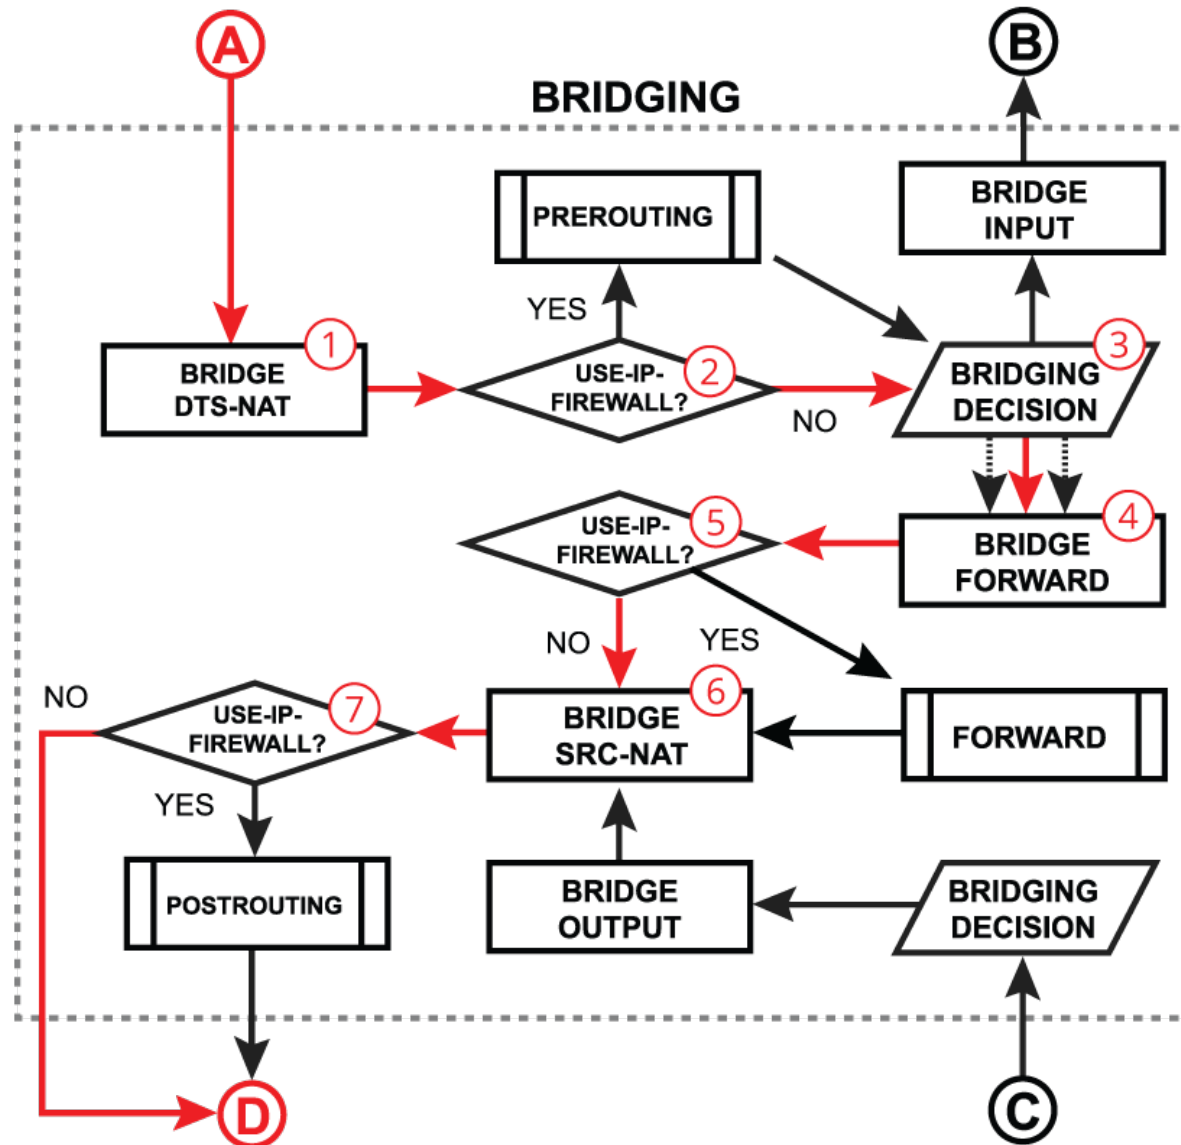 A
B
BRIDGING
BRIDGE
INPUT
PREROUTING
YES
1
BRIDGE
DTS-NAT
2
USE-IP-
FIREWALL?
NO
3
BRIDGING
DECISION
5
USE-IP-
FIREWALL?
4
BRIDGE
FORWARD
NO
YES
NO
7
USE-IP-
FIREWALL?
6
BRIDGE
SRC-NAT
FORWARD
YES
POSTROUTING
BRIDGE
OUTPUT
BRIDGING
DECISION
D
C